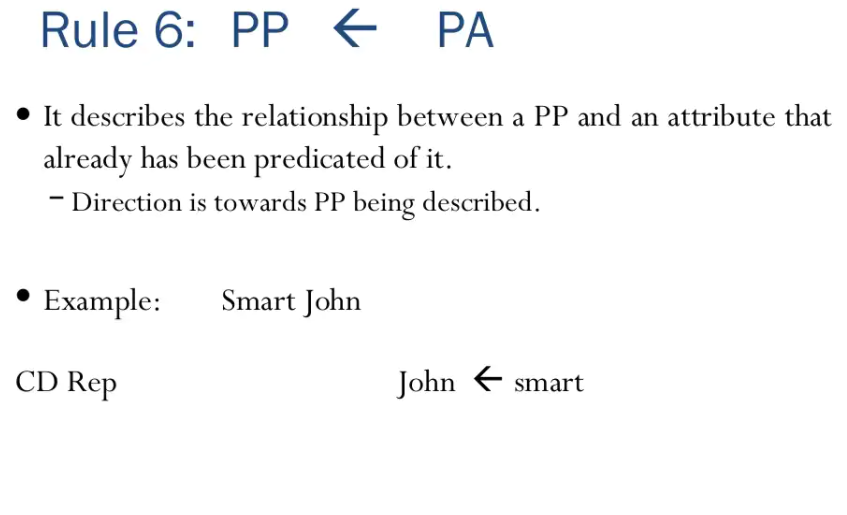 Rule 6: PP ← PA
• It describes the relationship between a PP and an attribute that
already has been predicated of it.
– Direction is towards PP being described.
• Example: Smart John
CD Rep John ← smart